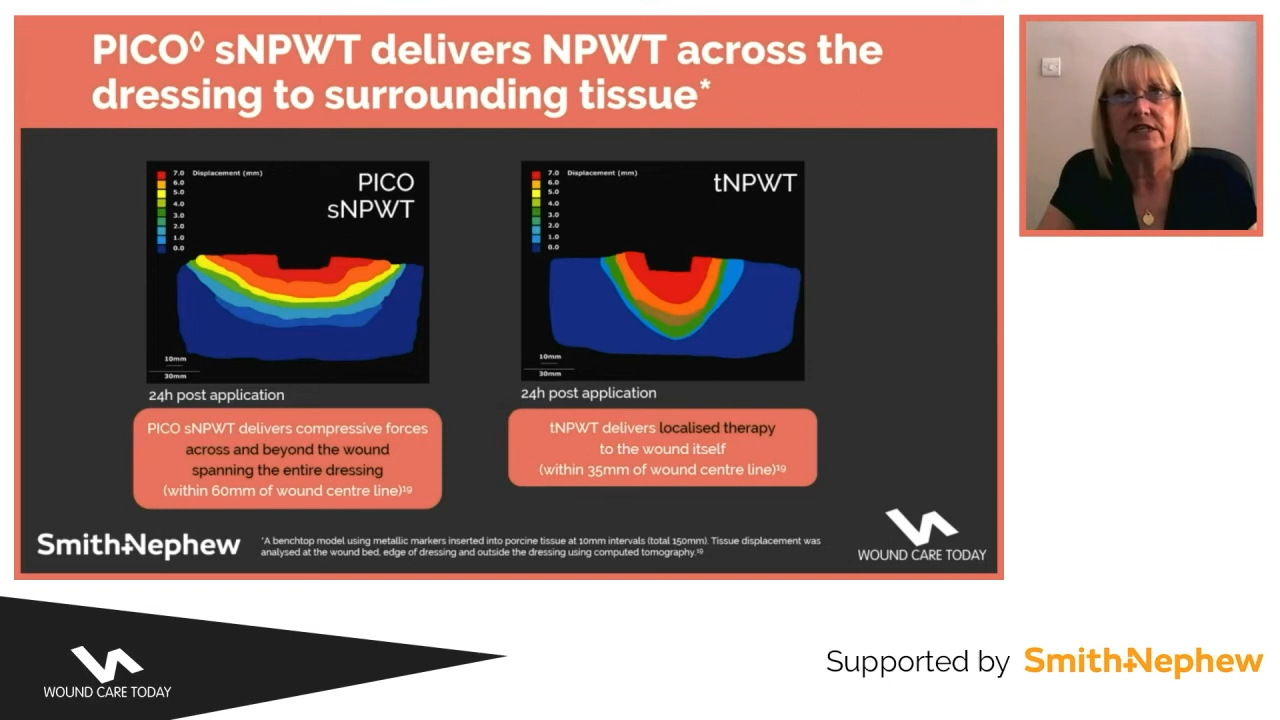 PICO◊ sNPWT delivers NPWT across the
dressing to surrounding tissue*
7.0 Displacement (mm)
6.0
5.0
4.0
3.0
2.0
1.0
0.0
PICO
sNPWT
10mm
30mm
24h post application
PICO sNPWT delivers compressive forces
across and beyond the wound
spanning the entire dressing
(within 60mm of wound centre line)¹⁹
7.0 Displacement (mm)
6.0
5.0
4.0
3.0
2.0
1.0
0.0
tNPWT
10mm
30mm
24h post application
tNPWT delivers localised therapy
to the wound itself
(within 35mm of wound centre line)¹⁹
Smith+Nephew
*A benchtop model using metallic markers inserted into porcine tissue at 10mm intervals (total 150mm). Tissue displacement was
analysed at the wound bed, edge of dressing and outside the dressing using computed tomography.¹⁹
WOUND CARE TODAY
WOUND CARE TODAY
Supported by Smith+Nephew